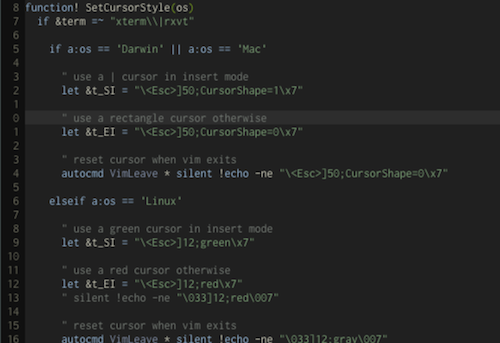 8 function! SetCursorStyle(os)
7   if &term =~ "xterm\\|rxvt"
6
5     if a:os == 'Darwin' || a:os == 'Mac'
4
3       " use a | cursor in insert mode
2       let &t_SI = "\<Esc>]50;CursorShape=1\x7"
1
0       " use a rectangle cursor otherwise
1       let &t_EI = "\<Esc>]50;CursorShape=0\x7"
2
3       " reset cursor when vim exits
4       autocmd VimLeave * silent !echo -ne "\<Esc>]50;CursorShape=0\x7"
5
6     elseif a:os == 'Linux'
7
8       " use a green cursor in insert mode
9       let &t_SI = "\<Esc>]12;green\x7"
10
11       " use a red cursor otherwise
12       let &t_EI = "\<Esc>]12;red\x7"
13       " silent !echo -ne "\033]12;red\007"
14
15       " reset cursor when vim exits
16       autocmd VimLeave * silent !echo -ne "\033]12;gray\007"